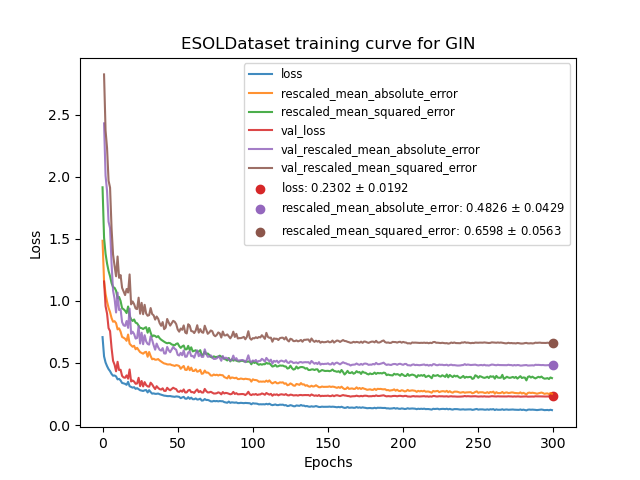 ESOLDataset training curve for GIN
loss
rescaled_mean_absolute_error
rescaled_mean_squared_error
val_loss
val_rescaled_mean_absolute_error
val_rescaled_mean_squared_error
loss: 0.2302 ± 0.0192
rescaled_mean_absolute_error: 0.4826 ± 0.0429
rescaled_mean_squared_error: 0.6598 ± 0.0563
Loss
2.5
2.0
1.5
1.0
0.5
0.0
0 50 100 150 200 250 300
Epochs